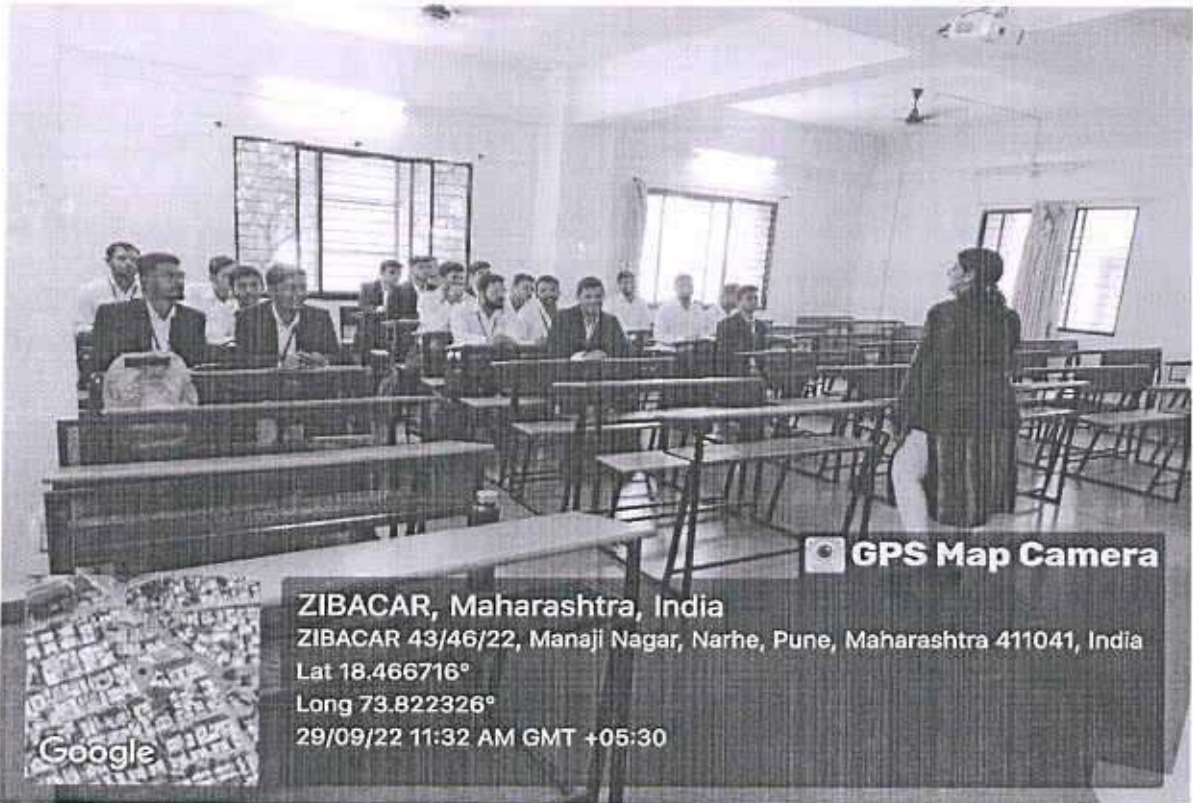 GPS Map Camera
ZIBACAR, Maharashtra, India
ZIBACAR 43/46/22, Manaji Nagar, Narhe, Pune, Maharashtra 411041, India
Lat 18.466716°
Long 73.822326°
29/09/22 11:32 AM GMT +05:30
Google